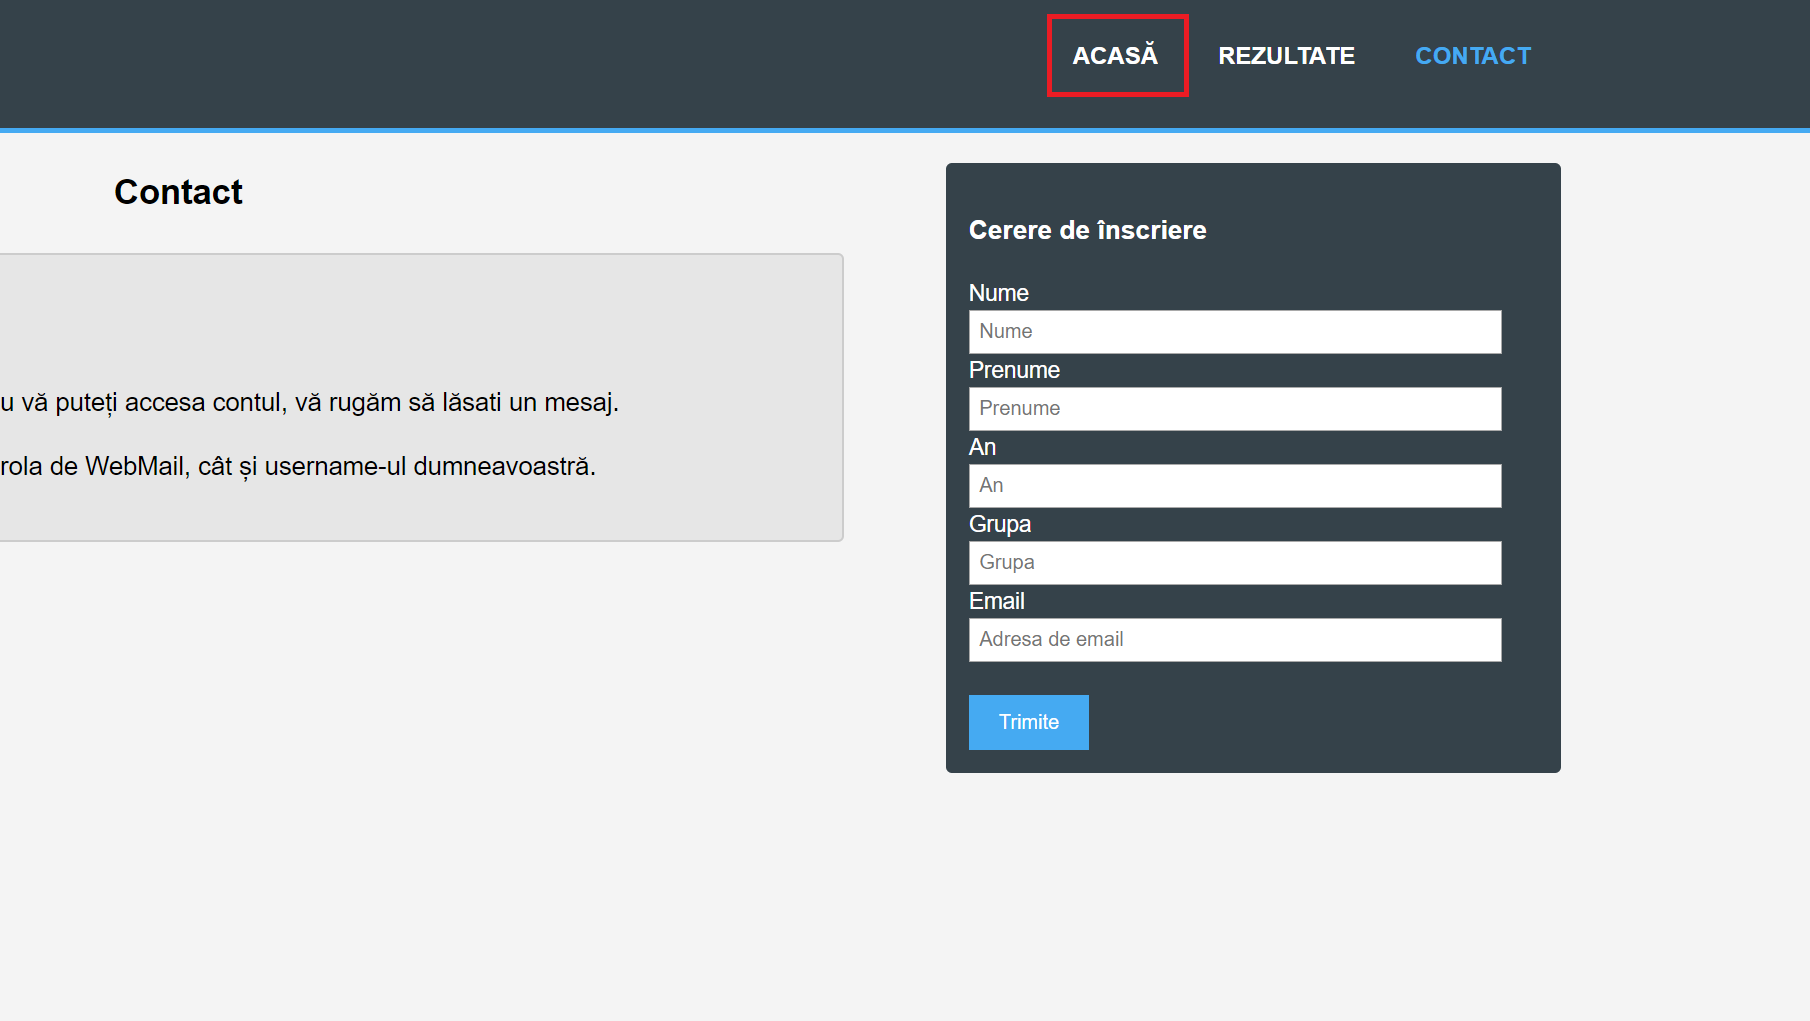 ACASĂ REZULTATE CONTACT
Contact
u vă puteți accesa contul, vă rugăm să lăsati un mesaj.
rola de WebMail, cât și username-ul dumneavoastră.
Cerere de înscriere
Nume
Nume
Prenume
Prenume
An
An
Grupa
Grupa
Email
Adresa de email
Trimite